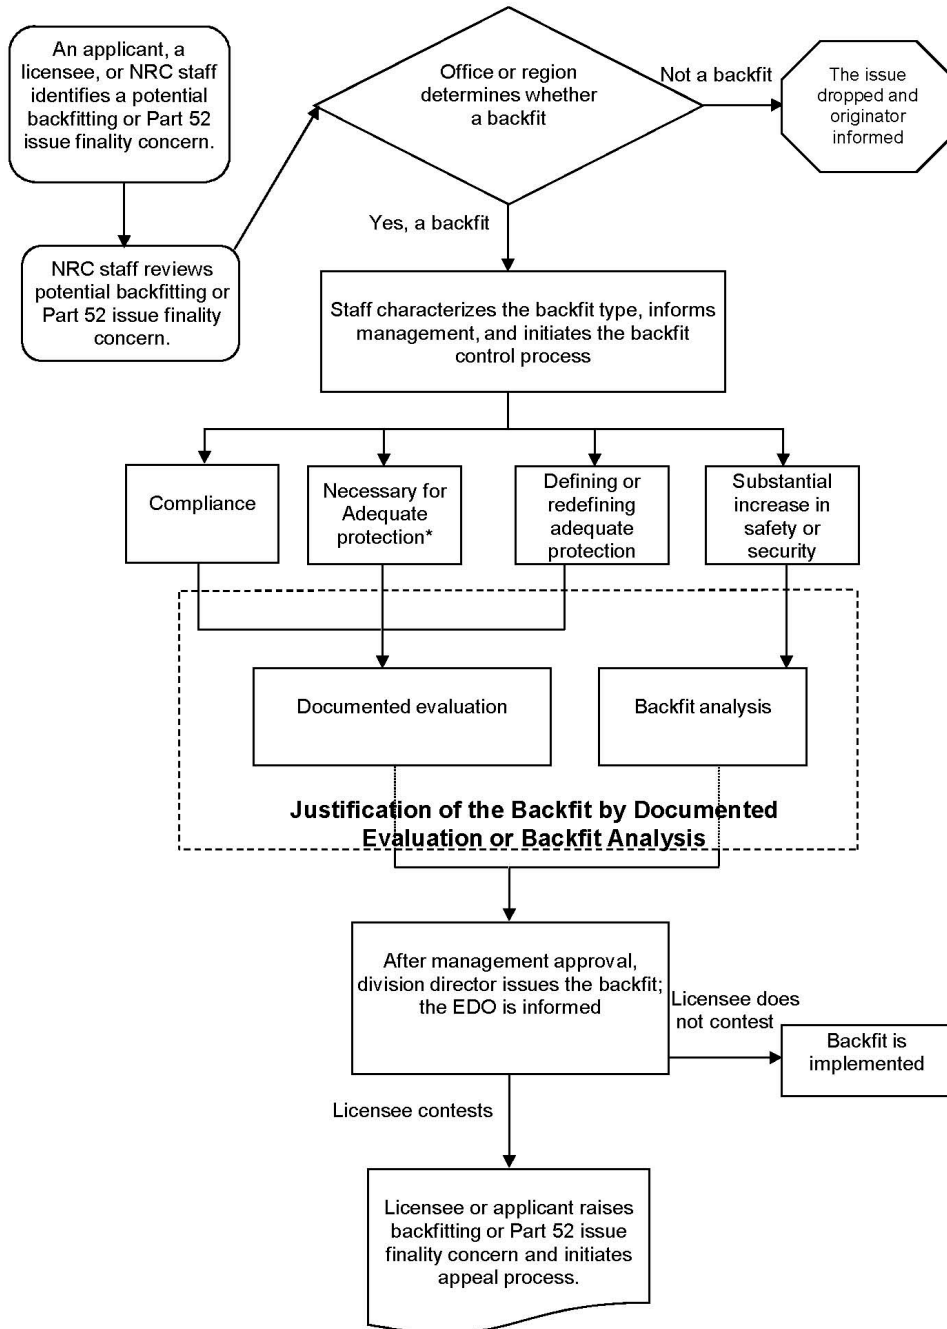 An applicant, a
licensee, or NRC staff
identifies a potential
backfitting or Part 52
issue finality concern.
Office or region
determines whether
a backfit
Not a backfit
The issue
dropped and
originator
informed
NRC staff reviews
potential backfitting or
Part 52 issue finality
concern.
Yes, a backfit
Staff characterizes the backfit type, informs
management, and initiates the backfit
control process
Compliance
Necessary for
Adequate
protection*
Defining or
redefining
adequate
protection
Substantial
increase in
safety or
security
Documented evaluation
Backfit analysis
Justification of the Backfit by Documented
Evaluation or Backfit Analysis
After management approval,
division director issues the backfit;
the EDO is informed
Licensee does
not contest
Backfit is
implemented
Licensee contests
Licensee or applicant raises
backfitting or Part 52 issue
finality concern and initiates
appeal process.